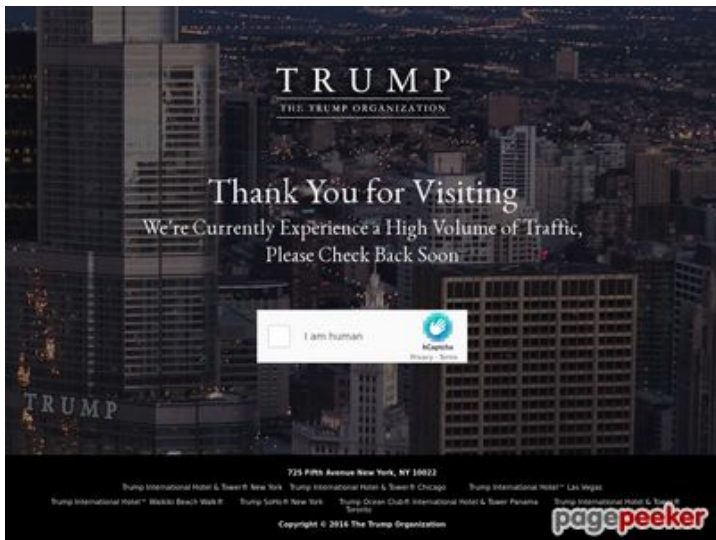 TRUMP
THE TRUMP ORGANIZATION
Thank You for Visiting
We're Currently Experience a High Volume of Traffic,
Please Check Back Soon
I am human
hCaptcha
Privacy - Terms
TRUMP
725 Fifth Avenue New York, NY 10022
Trump International Hotel & Tower® New York Trump International Hotel & Tower® Chicago Trump International Hotel™ Las Vegas
Trump International Hotel™ Waikiki Beach Walk® Trump SoHo® New York Trump Ocean Club® International Hotel & Tower Panama Trump International Hotel & Tower®
Toronto
Copyright © 2016 The Trump Organization
pagepeeker